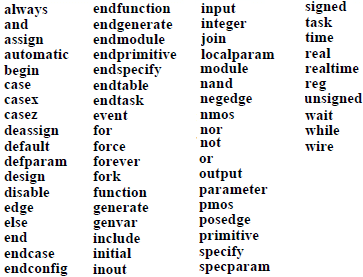 always
and
assign
automatic
begin
case
casex
casez
deassign
default
defparam
design
disable
edge
else
end
endcase
endconfig
endfunction
endgenerate
endmodule
endprimitive
endspecify
endtable
endtask
event
for
force
forever
fork
function
generate
genvar
include
initial
inout
input
integer
join
localparam
module
nand
negedge
nmos
nor
not
or
output
parameter
pmos
posedge
primitive
specify
specparam
signed
task
time
real
realtime
reg
unsigned
wait
while
wire